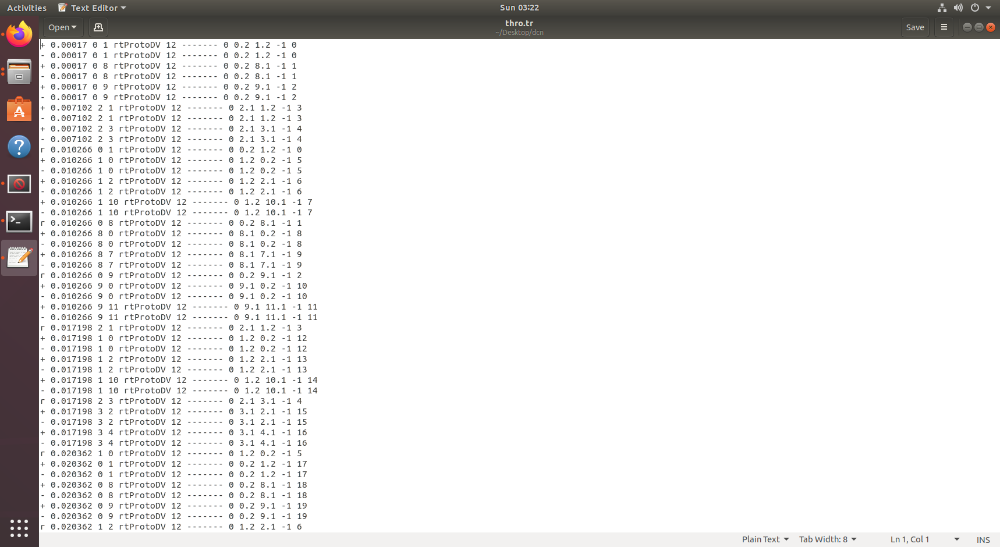 Activities Text Editor Sun 03:22
Open thro.tr Save
~/Desktop/dcn
+ 0.00017 0 1 rtProtoDV 12 ------- 0 0.2 1.2 -1 0
- 0.00017 0 1 rtProtoDV 12 ------- 0 0.2 1.2 -1 0
+ 0.00017 0 8 rtProtoDV 12 ------- 0 0.2 8.1 -1 1
- 0.00017 0 8 rtProtoDV 12 ------- 0 0.2 8.1 -1 1
+ 0.00017 0 9 rtProtoDV 12 ------- 0 0.2 9.1 -1 2
- 0.00017 0 9 rtProtoDV 12 ------- 0 0.2 9.1 -1 2
+ 0.007102 2 1 rtProtoDV 12 ------- 0 2.1 1.2 -1 3
- 0.007102 2 1 rtProtoDV 12 ------- 0 2.1 1.2 -1 3
+ 0.007102 2 3 rtProtoDV 12 ------- 0 2.1 3.1 -1 4
- 0.007102 2 3 rtProtoDV 12 ------- 0 2.1 3.1 -1 4
r 0.010266 0 1 rtProtoDV 12 ------- 0 0.2 1.2 -1 0
+ 0.010266 1 0 rtProtoDV 12 ------- 0 1.2 0.2 -1 5
- 0.010266 1 0 rtProtoDV 12 ------- 0 1.2 0.2 -1 5
+ 0.010266 1 2 rtProtoDV 12 ------- 0 1.2 2.1 -1 6
- 0.010266 1 2 rtProtoDV 12 ------- 0 1.2 2.1 -1 6
+ 0.010266 1 10 rtProtoDV 12 ------- 0 1.2 10.1 -1 7
- 0.010266 1 10 rtProtoDV 12 ------- 0 1.2 10.1 -1 7
r 0.010266 0 8 rtProtoDV 12 ------- 0 0.2 8.1 -1 1
+ 0.010266 8 0 rtProtoDV 12 ------- 0 8.1 0.2 -1 8
- 0.010266 8 0 rtProtoDV 12 ------- 0 8.1 0.2 -1 8
+ 0.010266 8 7 rtProtoDV 12 ------- 0 8.1 7.1 -1 9
- 0.010266 8 7 rtProtoDV 12 ------- 0 8.1 7.1 -1 9
r 0.010266 0 9 rtProtoDV 12 ------- 0 0.2 9.1 -1 2
+ 0.010266 9 0 rtProtoDV 12 ------- 0 9.1 0.2 -1 10
- 0.010266 9 0 rtProtoDV 12 ------- 0 9.1 0.2 -1 10
+ 0.010266 9 11 rtProtoDV 12 ------- 0 9.1 11.1 -1 11
- 0.010266 9 11 rtProtoDV 12 ------- 0 9.1 11.1 -1 11
r 0.017198 2 1 rtProtoDV 12 ------- 0 2.1 1.2 -1 3
+ 0.017198 1 0 rtProtoDV 12 ------- 0 1.2 0.2 -1 12
- 0.017198 1 0 rtProtoDV 12 ------- 0 1.2 0.2 -1 12
+ 0.017198 1 2 rtProtoDV 12 ------- 0 1.2 2.1 -1 13
- 0.017198 1 2 rtProtoDV 12 ------- 0 1.2 2.1 -1 13
+ 0.017198 1 10 rtProtoDV 12 ------- 0 1.2 10.1 -1 14
- 0.017198 1 10 rtProtoDV 12 ------- 0 1.2 10.1 -1 14
r 0.017198 2 3 rtProtoDV 12 ------- 0 2.1 3.1 -1 4
+ 0.017198 3 2 rtProtoDV 12 ------- 0 3.1 2.1 -1 15
- 0.017198 3 2 rtProtoDV 12 ------- 0 3.1 2.1 -1 15
+ 0.017198 3 4 rtProtoDV 12 ------- 0 3.1 4.1 -1 16
- 0.017198 3 4 rtProtoDV 12 ------- 0 3.1 4.1 -1 16
r 0.020362 1 0 rtProtoDV 12 ------- 0 1.2 0.2 -1 5
+ 0.020362 0 1 rtProtoDV 12 ------- 0 0.2 1.2 -1 17
- 0.020362 0 1 rtProtoDV 12 ------- 0 0.2 1.2 -1 17
+ 0.020362 0 8 rtProtoDV 12 ------- 0 0.2 8.1 -1 18
- 0.020362 0 8 rtProtoDV 12 ------- 0 0.2 8.1 -1 18
+ 0.020362 0 9 rtProtoDV 12 ------- 0 0.2 9.1 -1 19
- 0.020362 0 9 rtProtoDV 12 ------- 0 0.2 9.1 -1 19
r 0.020362 1 2 rtProtoDV 12 ------- 0 1.2 2.1 -1 6
Plain Text Tab Width: 8 Ln 1, Col 1 INS